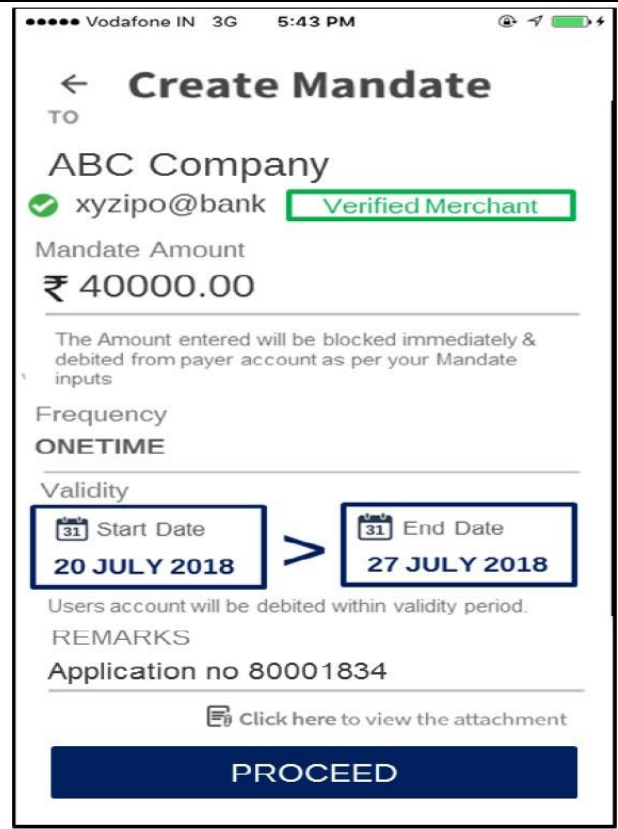 Vodafone IN 3G 5:43 PM
← Create Mandate
TO
ABC Company
xyzipo@bank Verified Merchant
Mandate Amount
₹ 40000.00
The Amount entered will be blocked immediately &
debited from payer account as per your Mandate
inputs
Frequency
ONETIME
Validity
31 Start Date > 31 End Date
20 JULY 2018 27 JULY 2018
Users account will be debited within validity period.
REMARKS
Application no 80001834
Click here to view the attachment
PROCEED